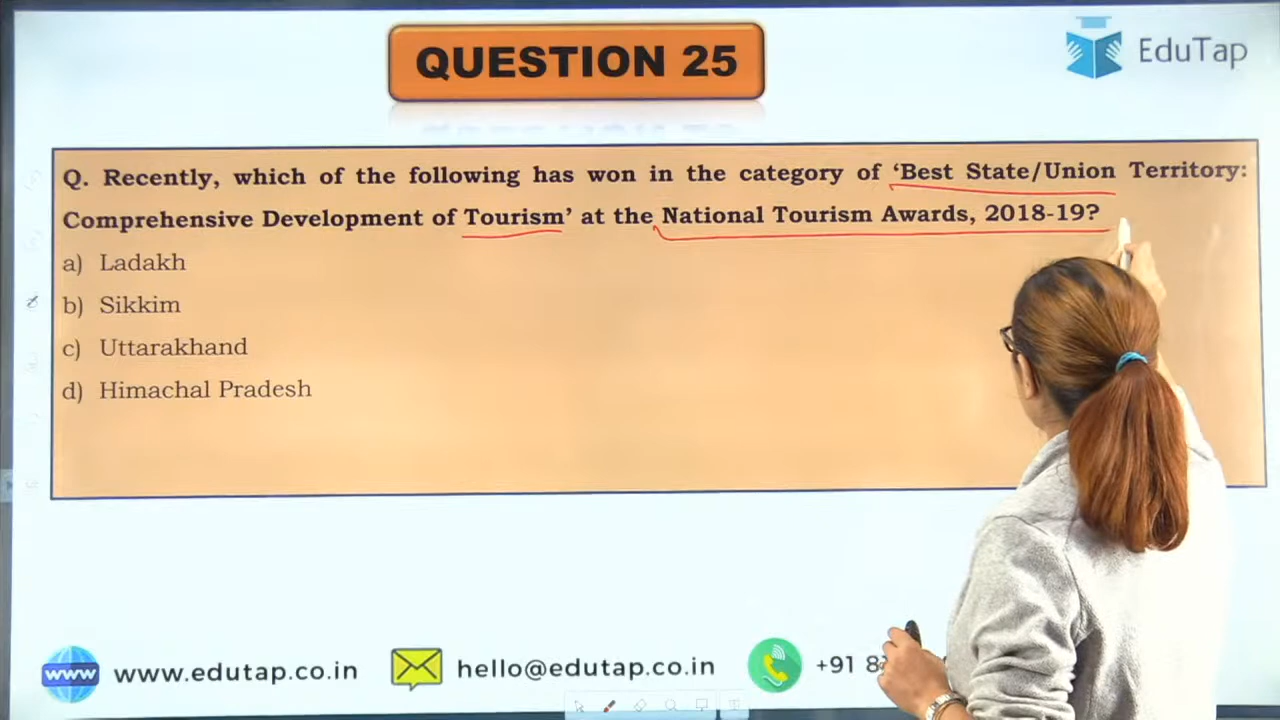 QUESTION 25
EduTap
Q. Recently, which of the following has won in the category of ‘Best State/Union Territory:
Comprehensive Development of Tourism’ at the National Tourism Awards, 2018-19?
a) Ladakh
b) Sikkim
c) Uttarakhand
d) Himachal Pradesh
www www.edutap.co.in
hello@edutap.co.in
+91 8